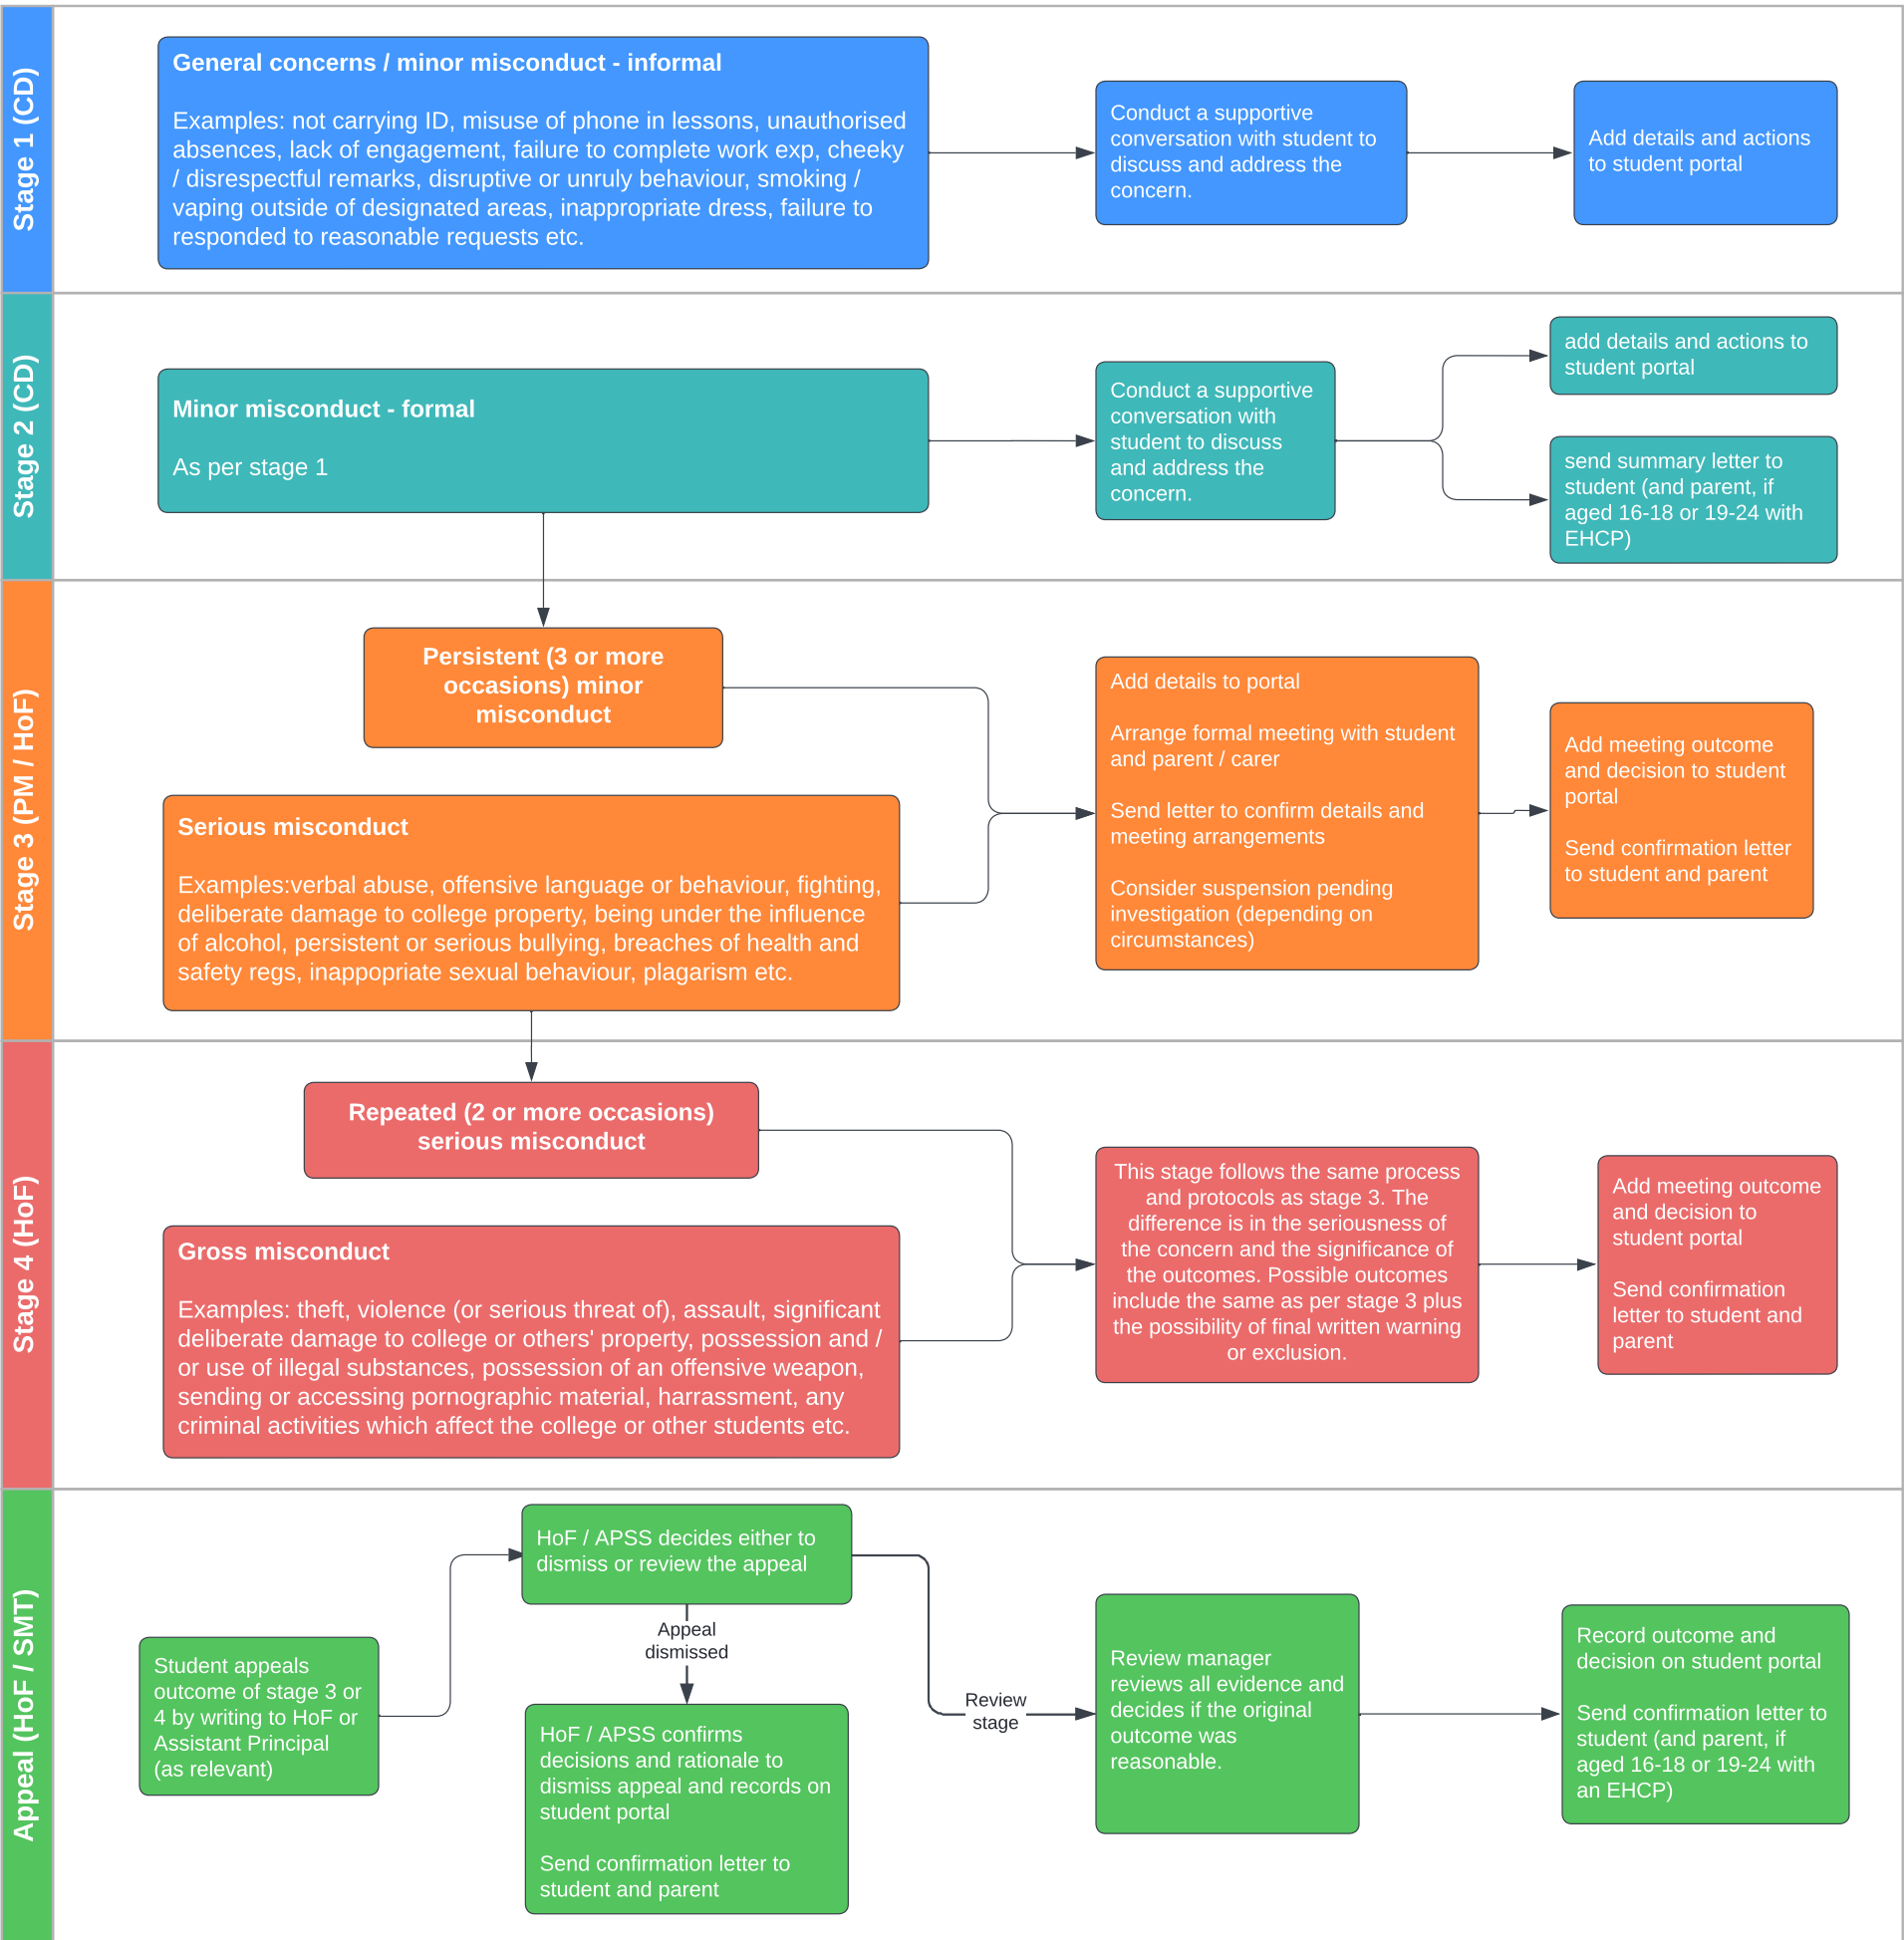 Stage 1 (CD)
General concerns / minor misconduct - informal
Examples: not carrying ID, misuse of phone in lessons, unauthorised
absences, lack of engagement, failure to complete work exp, cheeky
/ disrespectful remarks, disruptive or unruly behaviour, smoking /
vaping outside of designated areas, inappropriate dress, failure to
responded to reasonable requests etc.
Conduct a supportive
conversation with student to
discuss and address the
concern.
Add details and actions
to student portal
Stage 2 (CD)
Minor misconduct - formal
As per stage 1
Conduct a supportive
conversation with
student to discuss
and address the
concern.
add details and actions to
student portal
send summary letter to
student (and parent, if
aged 16-18 or 19-24 with
EHCP)
Stage 3 (PM / HoF)
Persistent (3 or more
occasions) minor
misconduct
Serious misconduct
Examples:verbal abuse, offensive language or behaviour, fighting,
deliberate damage to college property, being under the influence
of alcohol, persistent or serious bullying, breaches of health and
safety regs, inappopriate sexual behaviour, plagarism etc.
Add details to portal
Arrange formal meeting with student
and parent / carer
Send letter to confirm details and
meeting arrangements
Consider suspension pending
investigation (depending on
circumstances)
Add meeting outcome
and decision to student
portal
Send confirmation letter
to student and parent
Stage 4 (HoF)
Repeated (2 or more occasions)
serious misconduct
Gross misconduct
Examples: theft, violence (or serious threat of), assault, significant
deliberate damage to college or others' property, possession and /
or use of illegal substances, possession of an offensive weapon,
sending or accessing pornographic material, harrassment, any
criminal activities which affect the college or other students etc.
This stage follows the same process
and protocols as stage 3. The
difference is in the seriousness of
the concern and the significance of
the outcomes. Possible outcomes
include the same as per stage 3 plus
the possibility of final written warning
or exclusion.
Add meeting outcome
and decision to
student portal
Send confirmation
letter to student and
parent
Appeal (HoF / SMT)
Student appeals
outcome of stage 3 or
4 by writing to HoF or
Assistant Principal
(as relevant)
HoF / APSS decides either to
dismiss or review the appeal
Appeal
dismissed
HoF / APSS confirms
decisions and rationale to
dismiss appeal and records on
student portal
Send confirmation letter to
student and parent
Review
stage
Review manager
reviews all evidence and
decides if the original
outcome was
reasonable.
Record outcome and
decision on student portal
Send confirmation letter to
student (and parent, if
aged 16-18 or 19-24 with
an EHCP)